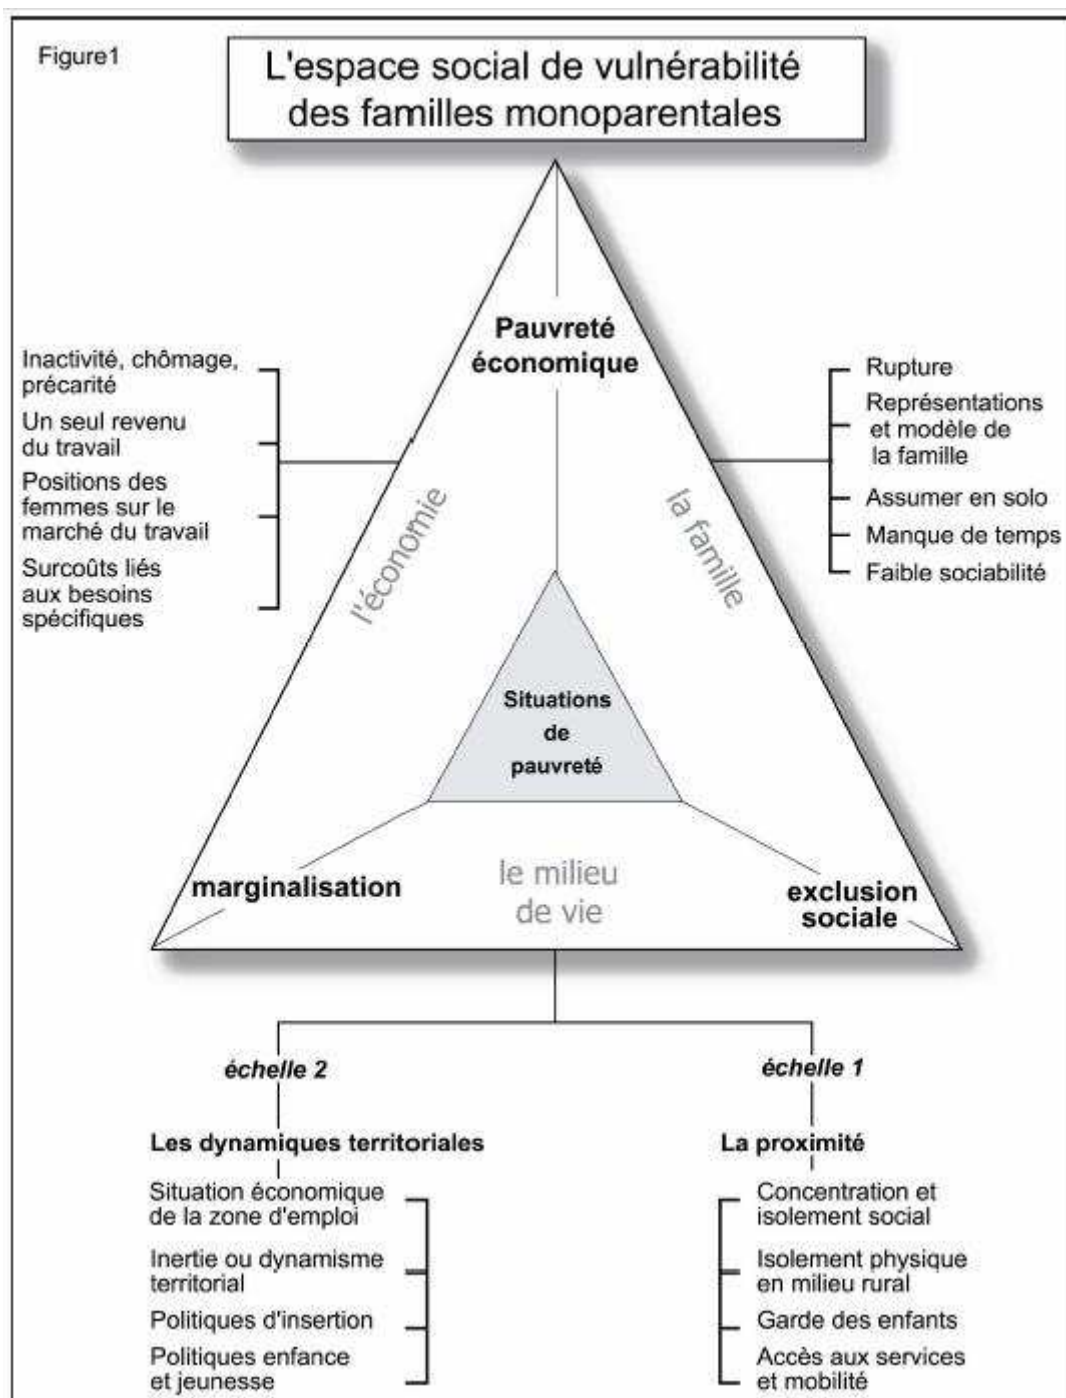 Figure1
L'espace social de vulnérabilité
des familles monoparentales
Pauvreté
économique
Inactivité, chômage,
précarité
Un seul revenu
du travail
Positions des
femmes sur le
marché du travail
Surcoûts liés
aux besoins
spécifiques
l'économie
la famille
Rupture
Représentations
et modèle de
la famille
Assumer en solo
Manque de temps
Faible sociabilité
Situations
de
pauvreté
marginalisation
le milieu
de vie
exclusion
sociale
échelle 2
Les dynamiques territoriales
Situation économique
de la zone d'emploi
Inertie ou dynamisme
territorial
Politiques d'insertion
Politiques enfance
et jeunesse
échelle 1
La proximité
Concentration et
isolement social
Isolement physique
en milieu rural
Garde des enfants
Accès aux services
et mobilité